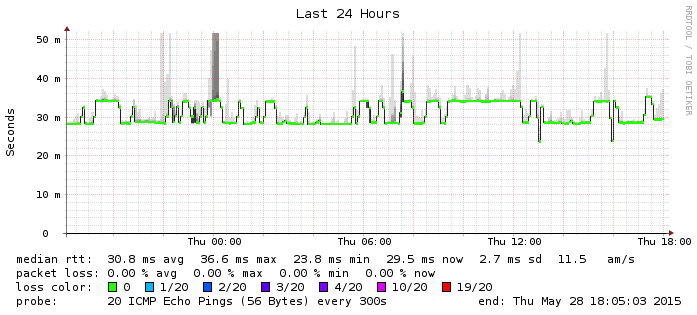 Last 24 Hours
RRDTOOL / TOBI OETIKER
Seconds
50 m
40 m
30 m
20 m
10 m
0
Thu 00:00 Thu 06:00 Thu 12:00 Thu 18:00
median rtt: 30.8 ms avg 36.6 ms max 23.8 ms min 29.5 ms now 2.7 ms sd 11.5 am/s
packet loss: 0.00 % avg 0.00 % max 0.00 % min 0.00 % now
loss color: 0 1/20 2/20 3/20 4/20 10/20 19/20
probe: 20 ICMP Echo Pings (56 Bytes) every 300s end: Thu May 28 18:05:03 2015